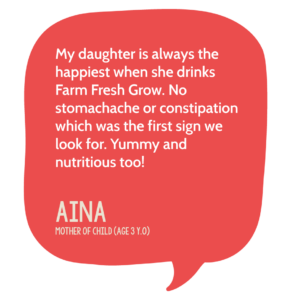 My daughter is always the
happiest when she drinks
Farm Fresh Grow. No
stomachache or constipation
which was the first sign we
look for. Yummy and
nutritious too!
AINA
MOTHER OF CHILD (AGE 3 Y.O)